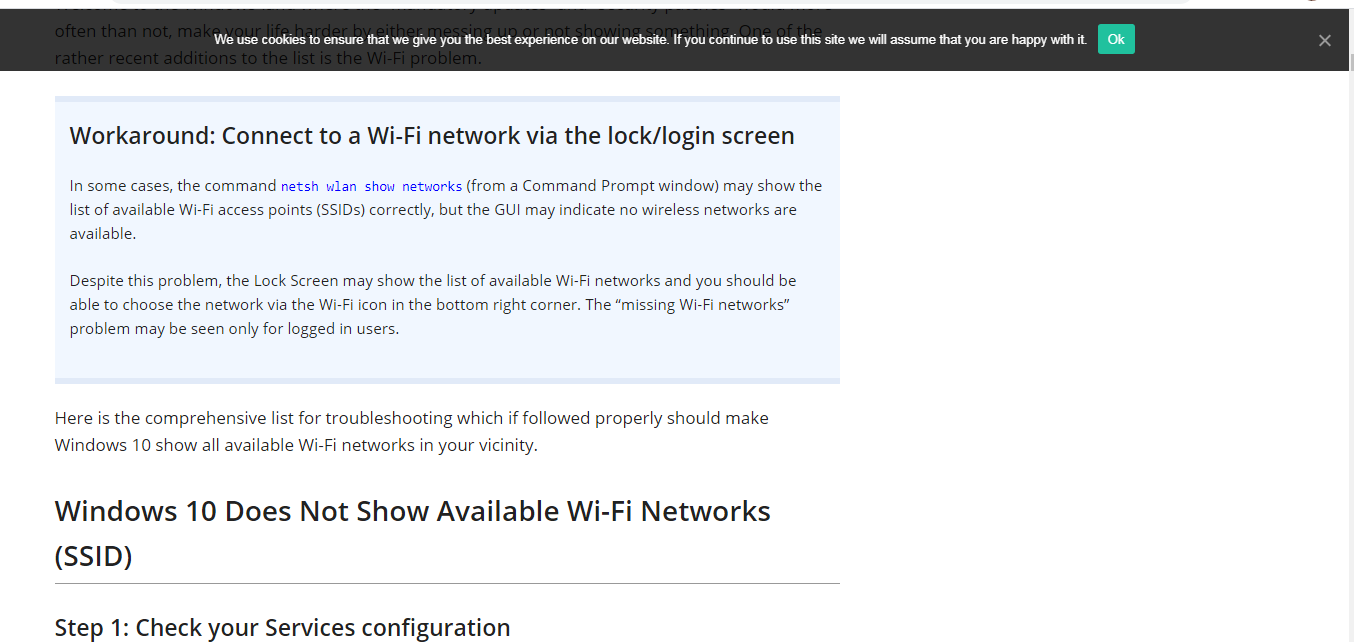 often than not, make your life harder by either messing up or not showing something. One of the
We use cookies to ensure that we give you the best experience on our website. If you continue to use this site we will assume that you are happy with it. Ok
rather recent additions to the list is the Wi-Fi problem.
Workaround: Connect to a Wi-Fi network via the lock/login screen
In some cases, the command netsh wlan show networks (from a Command Prompt window) may show the
list of available Wi-Fi access points (SSIDs) correctly, but the GUI may indicate no wireless networks are
available.
Despite this problem, the Lock Screen may show the list of available Wi-Fi networks and you should be
able to choose the network via the Wi-Fi icon in the bottom right corner. The “missing Wi-Fi networks”
problem may be seen only for logged in users.
Here is the comprehensive list for troubleshooting which if followed properly should make
Windows 10 show all available Wi-Fi networks in your vicinity.
Windows 10 Does Not Show Available Wi-Fi Networks
(SSID)
Step 1: Check your Services configuration